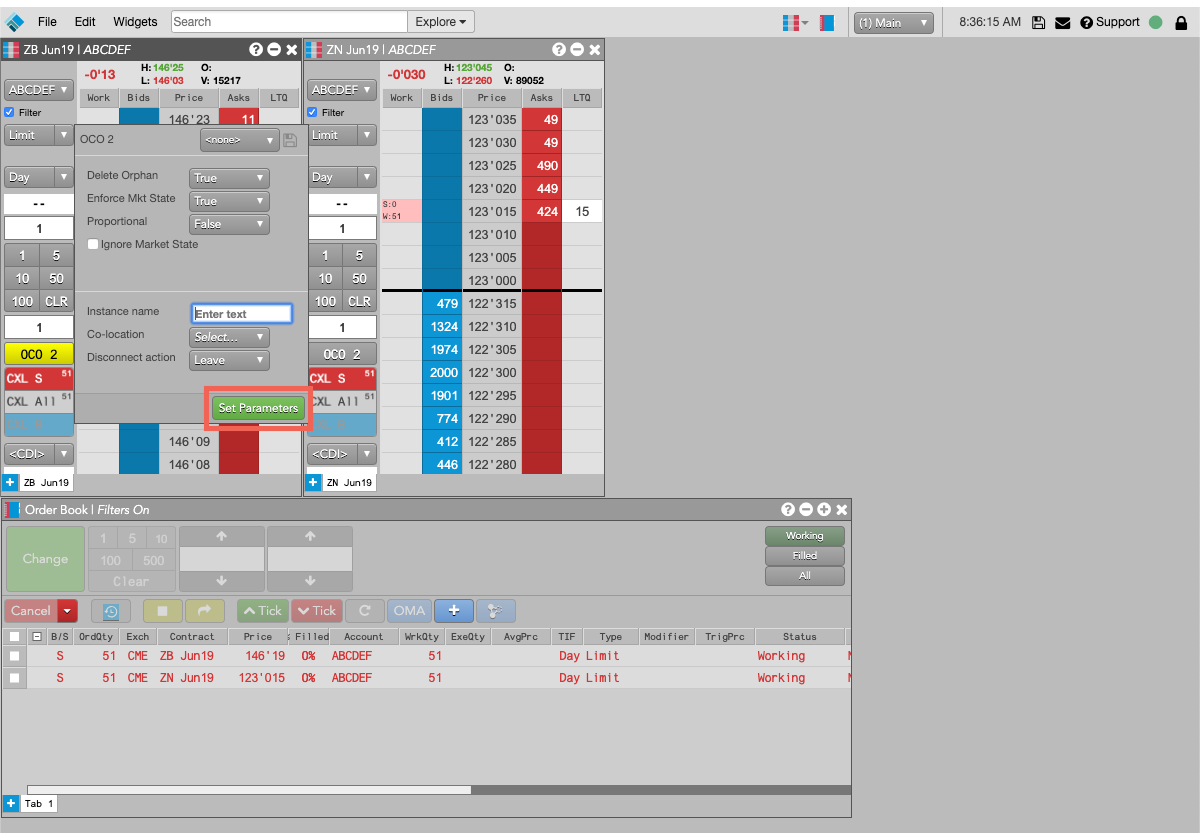 File Edit Widgets Search Explore (1) Main 8:36:15 AM Support
ZB Jun19 | ABCDEF
ABCDEF
-0'13
H: 146'25 O:
L: 146'03 V: 15217
Work Bids Price Asks LTQ
Filter
146'23 11
Limit
Day
--
1
1 5
10 50
100 CLR
1
OCO 2
CXL S 51
CXL All 51
<CDI>
146'09
146'08
ZB Jun19
OCO 2 <none>
Delete Orphan True
Enforce Mkt State True
Proportional False
Ignore Market State
Instance name Enter text
Co-location Select...
Disconnect action Leave
Set Parameters
ZN Jun19 | ABCDEF
ABCDEF
-0'030
H: 123'045 O:
L: 122'260 V: 89052
Work Bids Price Asks LTQ
Filter
Limit
Day
--
1
1 5
10 50
100 CLR
1
OCO 2
CXL S 51
CXL All 51
<CDI>
123'035 49
123'030 49
123'025 490
123'020 449
S:0
W:51
123'015 424 15
123'010
123'005
123'000
479 122'315
1324 122'310
1974 122'305
2000 122'300
1901 122'295
774 122'290
412 122'285
446 122'280
ZN Jun19
Order Book | Filters On
Change
1 5 10
100 500
Clear
Working
Filled
All
Cancel Tick Tick OMA
B/S OrdQty Exch Contract Price Filled Account WrkQty ExeQty AvgPrc TIF Type Modifier TrigPrc Status
S 51 CME ZB Jun19 146'19 0% ABCDEF 51 Day Limit Working
S 51 CME ZN Jun19 123'015 0% ABCDEF 51 Day Limit Working
Tab 1